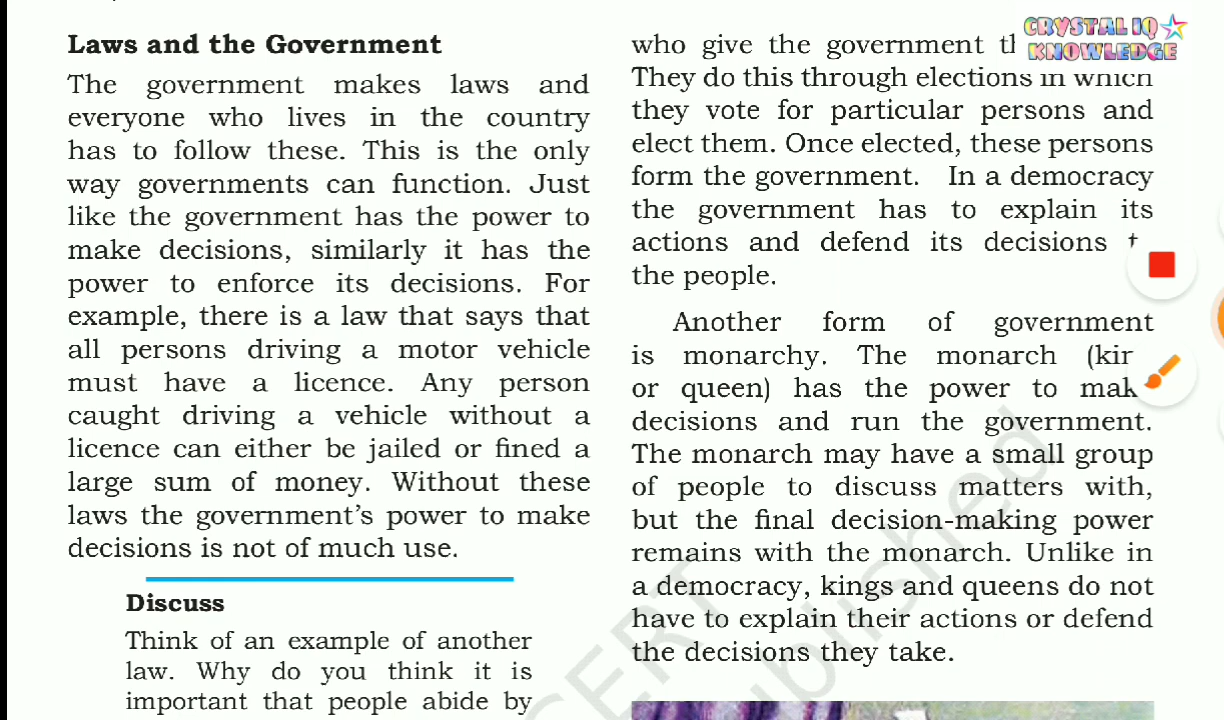 Laws and the Government
The government makes laws and
everyone who lives in the country
has to follow these. This is the only
way governments can function. Just
like the government has the power to
make decisions, similarly it has the
power to enforce its decisions. For
example, there is a law that says that
all persons driving a motor vehicle
must have a licence. Any person
caught driving a vehicle without a
licence can either be jailed or fined a
large sum of money. Without these
laws the government's power to make
decisions is not of much use.
Discuss
Think of an example of another
law. Why do you think it is
important that people abide by
CRYSTAL IQ
KNOWLEDGE
who give the government
They do this through elections in which
they vote for particular persons and
elect them. Once elected, these persons
form the government. In a democracy
the government has to explain its
actions and defend its decisions
the people.
Another form of government
is monarchy. The monarch
or queen) has the power to
decisions and run the government.
The monarch may have a small group
of people to discuss matters with,
but the final decision-making power
remains with the monarch. Unlike in
a democracy, kings and queens do not
have to explain their actions or defend
the decisions they take.